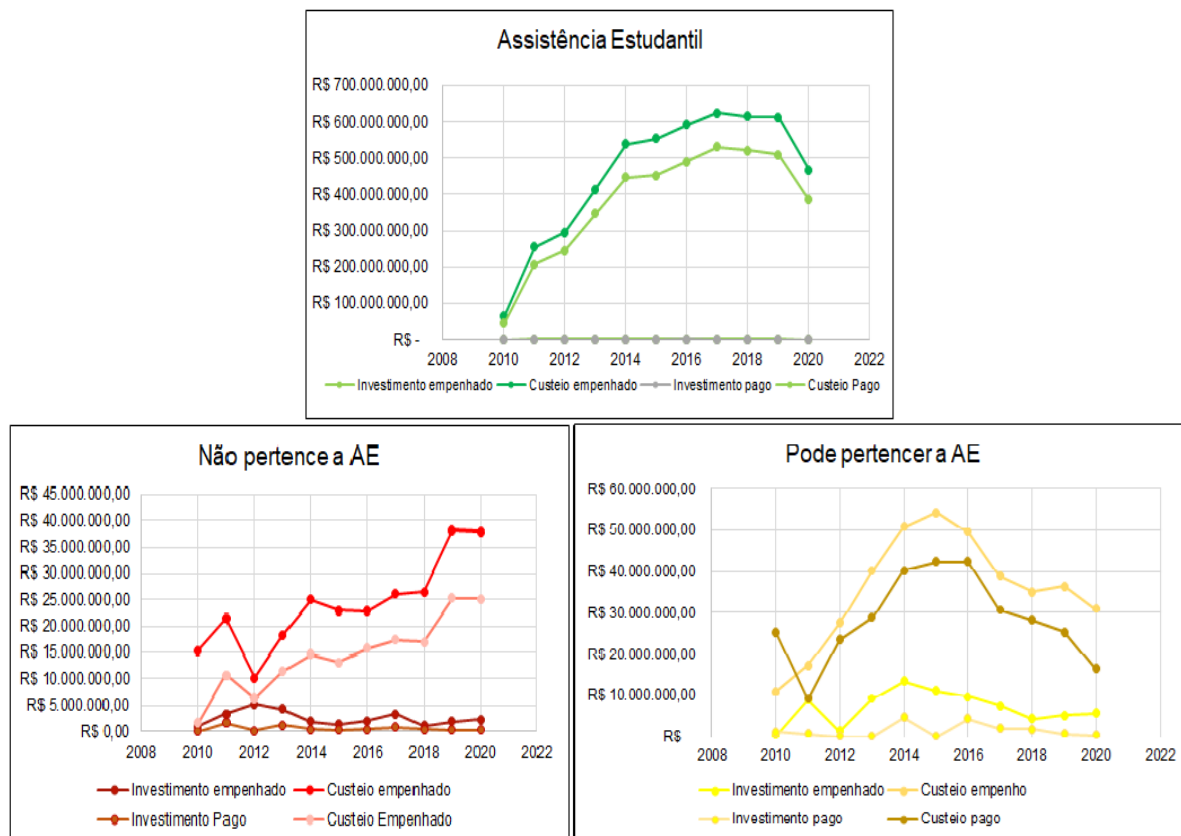 Assistência Estudantil
R$ 700.000.000,00
R$ 600.000.000,00
R$ 500.000.000,00
R$ 400.000.000,00
R$ 300.000.000,00
R$ 200.000.000,00
R$ 100.000.000,00
R$ -
2008 2010 2012 2014 2016 2018 2020 2022
Investimento empenhado Custeio empenhado Investimento pago Custeio Pago
Não pertence a AE
R$ 45.000.000,00
R$ 40.000.000,00
R$ 35.000.000,00
R$ 30.000.000,00
R$ 25.000.000,00
R$ 20.000.000,00
R$ 15.000.000,00
R$ 10.000.000,00
R$ 5.000.000,00
R$ 0,00
2008 2010 2012 2014 2016 2018 2020 2022
Investimento empenhado Custeio empenhado
Investimento Pago Custeio Empenhado
Pode pertencer a AE
R$ 60.000.000,00
R$ 50.000.000,00
R$ 40.000.000,00
R$ 30.000.000,00
R$ 20.000.000,00
R$ 10.000.000,00
R$
2008 2010 2012 2014 2016 2018 2020 2022
Investimento empenhado Custeio empenho
Investimento pago Custeio pago